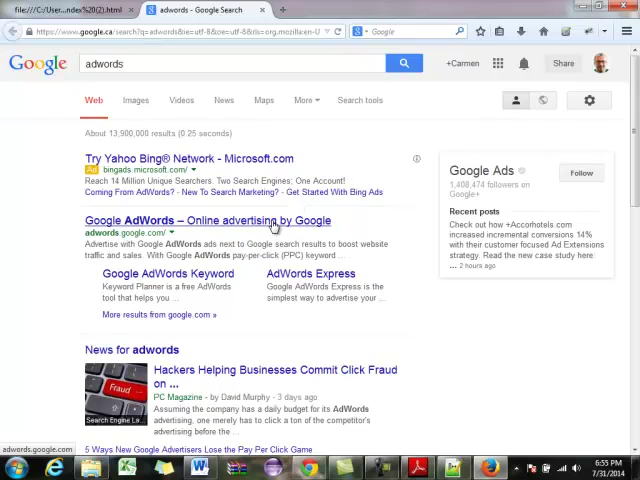 file:///C:/User...ndex%20(2).html
adwords - Google Search
https://www.google.ca/search?q=adwords&ie=utf-8&oe=utf-8&rls=org.mozilla:en-U
Google
Google
adwords
+Carmen
Share
Web
Images
Videos
News
Maps
More
Search tools
About 13,900,000 results (0.25 seconds)
Try Yahoo Bing® Network - Microsoft.com
Ad bingads.microsoft.com/
Reach 14 Million Unique Searchers. Two Search Engines; One Account!
Coming From AdWords? - New To Search Marketing? - Get Started With Bing Ads
Google AdWords – Online advertising by Google
adwords.google.com/
Advertise with Google AdWords ads next to Google search results to boost website
traffic and sales. With Google AdWords pay-per-click (PPC) keyword ...
Google AdWords Keyword
Keyword Planner is a free AdWords
tool that helps you ...
Google AdWords Express
Google AdWords Express is the
simplest way to advertise your ...
More results from google.com »
News for adwords
Fraud
Search Engine La...
Hackers Helping Businesses Commit Click Fraud
on ...
PC Magazine - by David Murphy - 3 days ago
Assuming the company has a daily budget for its AdWords
advertising, one merely has to click a ton of the competitor's
advertising before the ...
5 Ways New Google Advertisers Lose the Pay Per Click Game
Google Ads
1,408,474 followers on
Google+
Follow
Recent posts
Check out how +Accorhotels.com
increased incremental conversions 14%
with their customer focused Ad Extensions
strategy. Read the new case study here:
... 2 hours ago
adwords.google.com
6:55 PM
7/31/2014